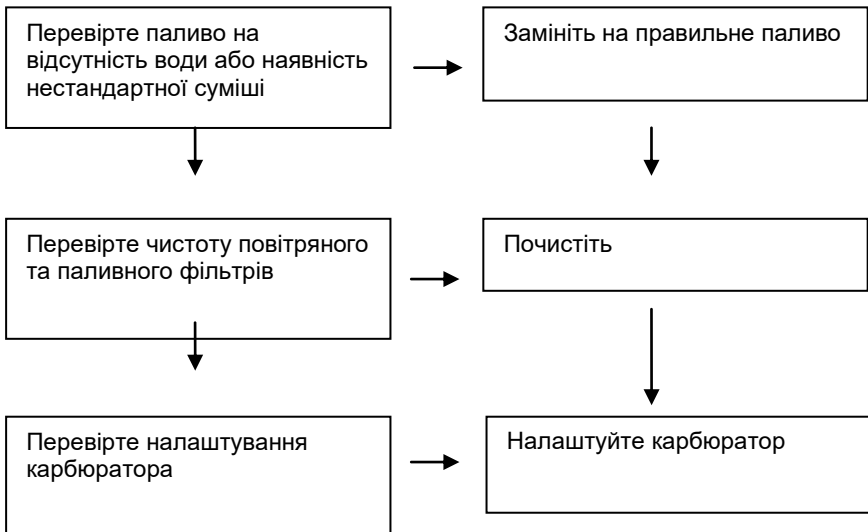 Перевірте паливо на
відсутність води або наявність
нестандартної суміші
Замініть на правильне паливо
Перевірте чистоту повітряного
та паливного фільтрів
Почистіть
Перевірте налаштування
карбюратора
Налаштуйте карбюратор